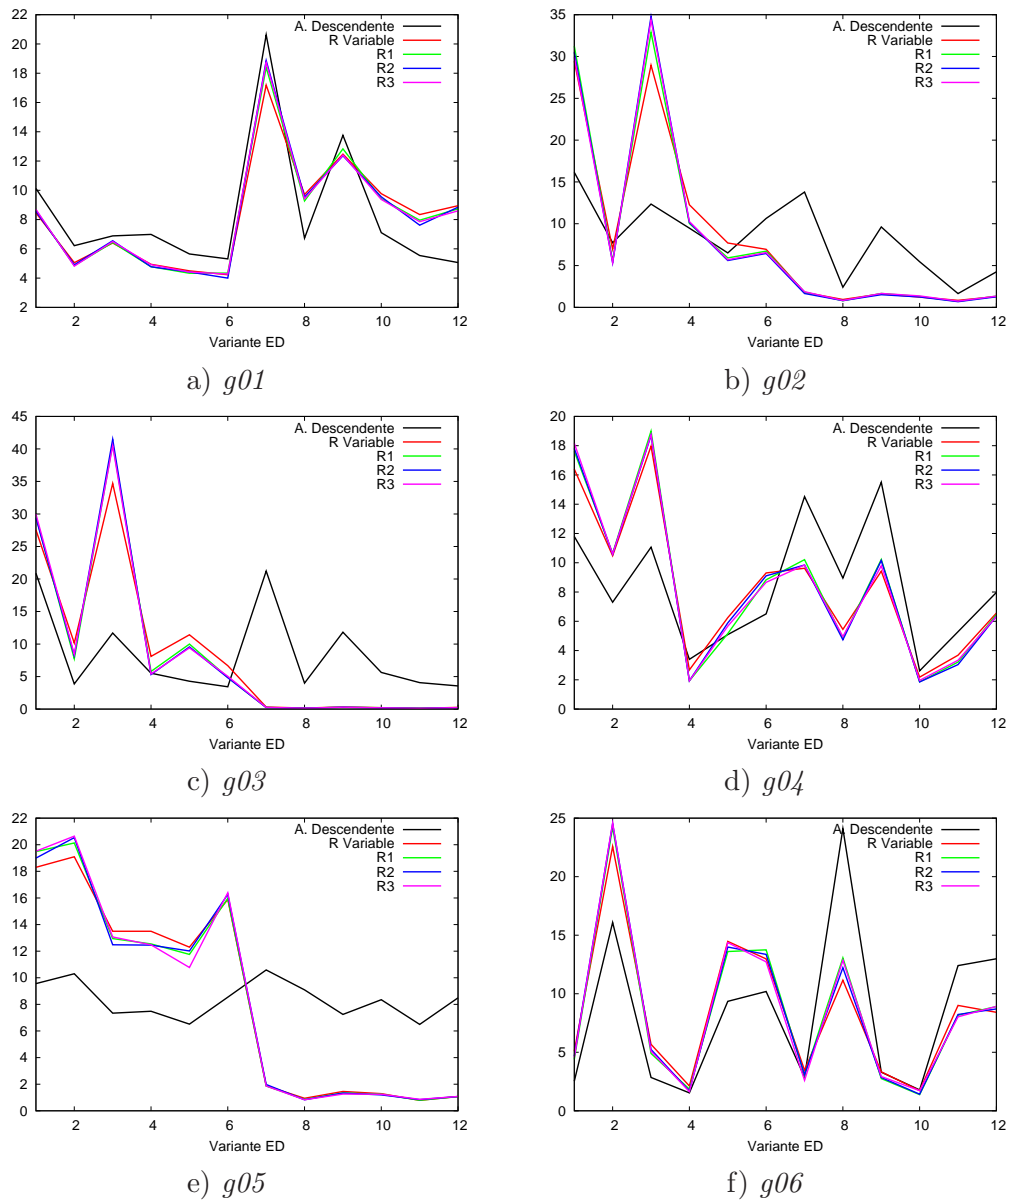 22
20
18
16
14
12
10
8
6
4
2
A. Descendente
R Variable
R1
R2
R3
2 4 6 8 10 12
Variante ED
a) g01
35
30
25
20
15
10
5
0
A. Descendente
R Variable
R1
R2
R3
2 4 6 8 10 12
Variante ED
b) g02
45
40
35
30
25
20
15
10
5
0
A. Descendente
R Variable
R1
R2
R3
2 4 6 8 10 12
Variante ED
c) g03
20
18
16
14
12
10
8
6
4
2
0
A. Descendente
R Variable
R1
R2
R3
2 4 6 8 10 12
Variante ED
d) g04
22
20
18
16
14
12
10
8
6
4
2
0
A. Descendente
R Variable
R1
R2
R3
2 4 6 8 10 12
Variante ED
e) g05
25
20
15
10
5
0
A. Descendente
R Variable
R1
R2
R3
2 4 6 8 10 12
Variante ED
f) g06